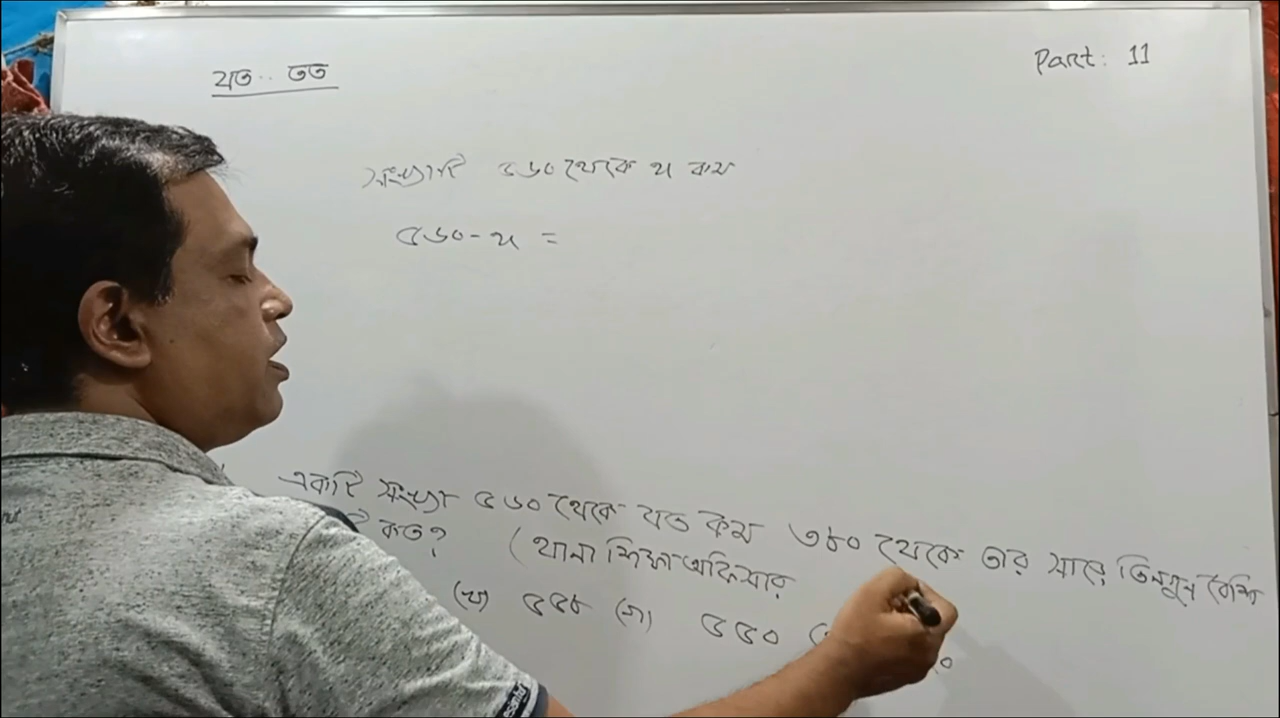 যত .. তত
Part: 11
সংখ্যাটি ৫৬০ থেকে য কম
৫৬০ - য =
একটি সংখ্যা ৫৬০ থেকে যত কম ৩৮০ থেকে তার সাড়ে তিনগুন বেশি
কত? (থানা শিক্ষা অফিসার
(খ) ৫৫৮ (গ) ৫৫০